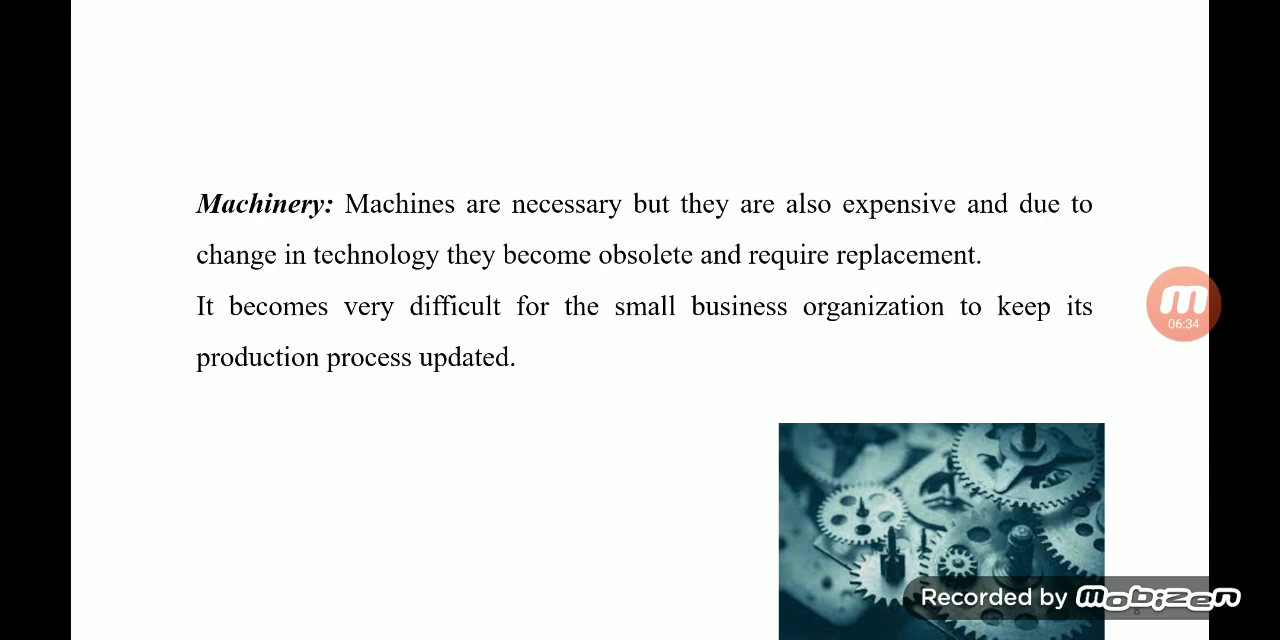 Machinery: Machines are necessary but they are also expensive and due to
change in technology they become obsolete and require replacement.
It becomes very difficult for the small business organization to keep its
production process updated.
06:34
Recorded by mobizen